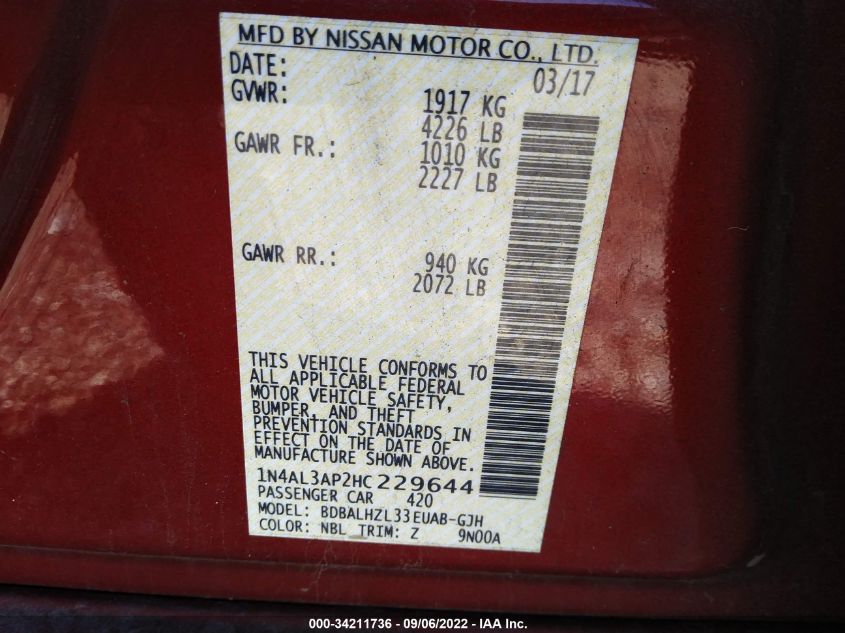 MFD BY NISSAN MOTOR CO., LTD.
DATE: 03/17
GVWR: 1917 KG
4226 LB
GAWR FR.: 1010 KG
2227 LB
GAWR RR.: 940 KG
2072 LB
THIS VEHICLE CONFORMS TO
ALL APPLICABLE FEDERAL
MOTOR VEHICLE SAFETY,
BUMPER, AND THEFT
PREVENTION STANDARDS IN
EFFECT ON THE DATE OF
MANUFACTURE SHOWN ABOVE.
1N4AL3AP2HC229644
PASSENGER CAR 420
MODEL: BDBALHZL33EUAB-GJH
COLOR: NBL TRIM: Z 9N00A
000-34211736 - 09/06/2022 - IAA Inc.